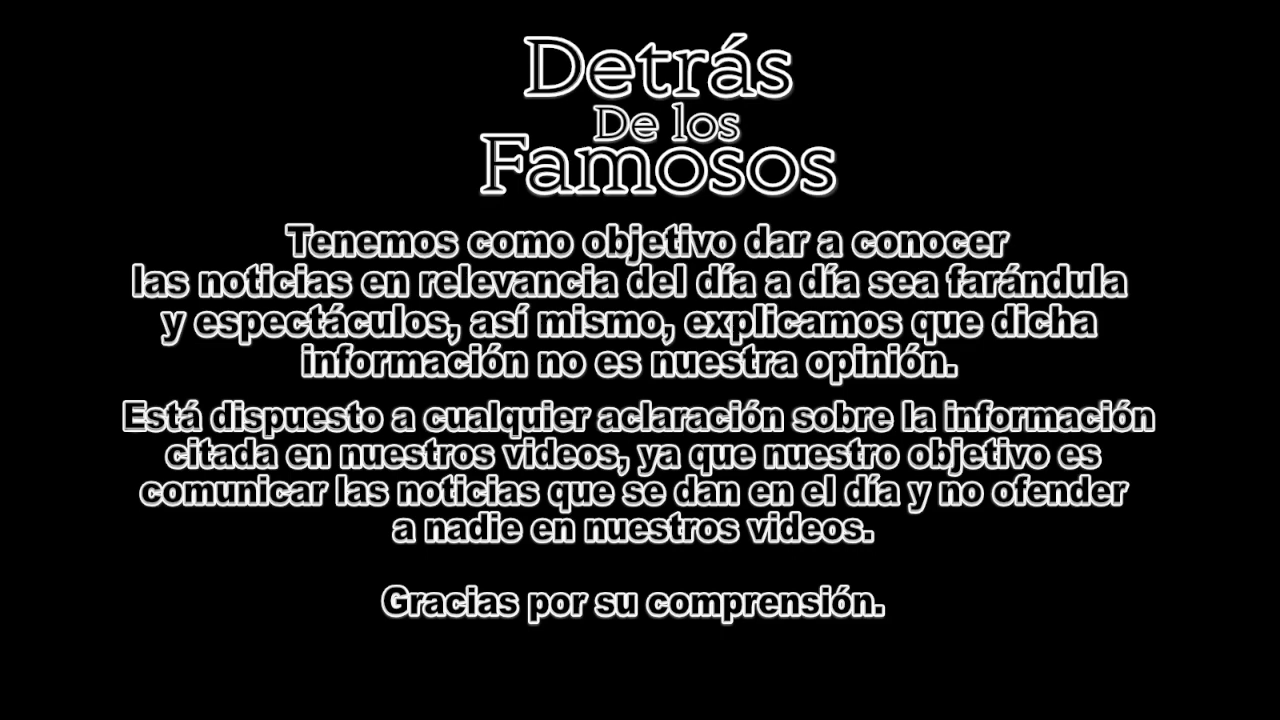 Detrás
De los
Famosos
Tenemos como objetivo dar a conocer
las noticias en relevancia del día a día sea farándula
y espectáculos, así mismo, explicamos que dicha
información no es nuestra opinión.
Está dispuesto a cualquier aclaración sobre la información
citada en nuestros videos, ya que nuestro objetivo es
comunicar las noticias que se dan en el día y no ofender
a nadie en nuestros videos.
Gracias por su comprensión.